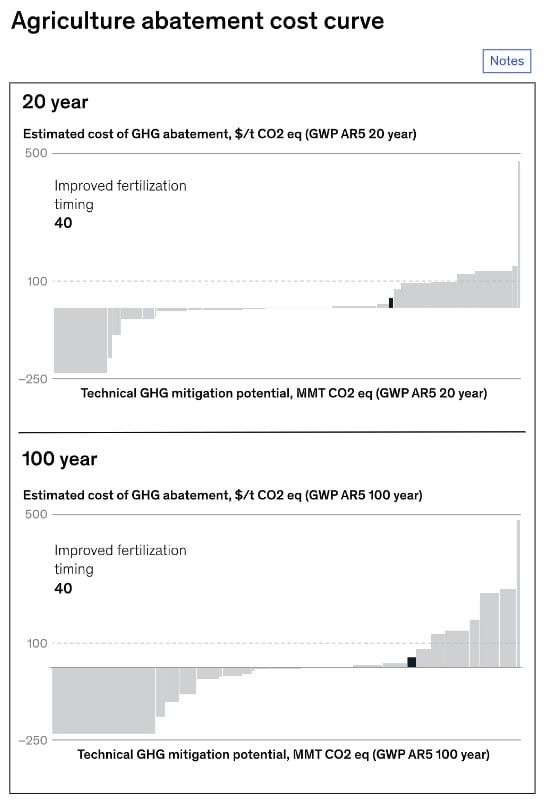 Agriculture abatement cost curve
Notes
20 year
Estimated cost of GHG abatement, $/t CO2 eq (GWP AR5 20 year)
500
Improved fertilization
timing
40
100
–250
Technical GHG mitigation potential, MMT CO2 eq (GWP AR5 20 year)
100 year
Estimated cost of GHG abatement, $/t CO2 eq (GWP AR5 100 year)
500
Improved fertilization
timing
40
100
–250
Technical GHG mitigation potential, MMT CO2 eq (GWP AR5 100 year)